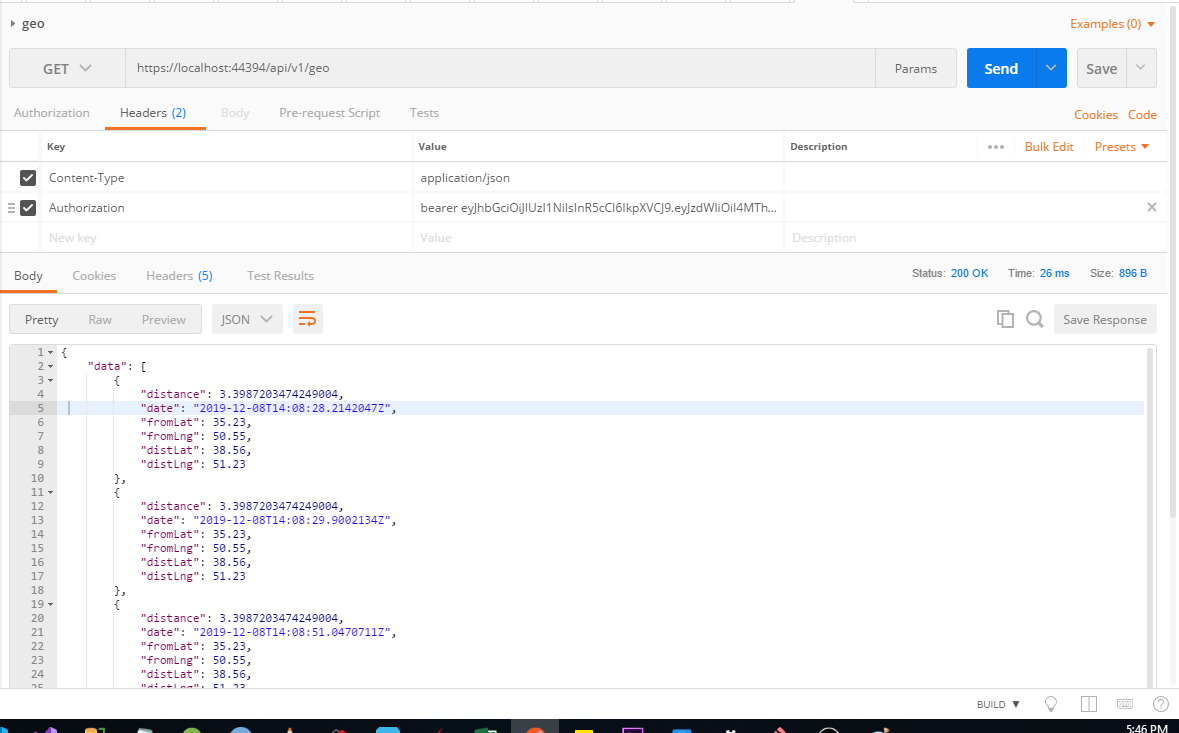 geo
Examples (0)
GET https://localhost:44394/api/v1/geo Params Send Save
Authorization Headers (2) Body Pre-request Script Tests Cookies Code
Key Value Description Bulk Edit Presets
Content-Type application/json
Authorization bearer eyJhbGciOiJIUzI1NiIsInR5cCI6IkpXVCJ9.eyJzdWIiOiI4MTh...
New key Value Description
Body Cookies Headers (5) Test Results Status: 200 OK Time: 26 ms Size: 896 B
Pretty Raw Preview JSON Save Response
1 {
2 "data": [
3 {
4 "distance": 3.3987203474249004,
5 "date": "2019-12-08T14:08:28.2142047Z",
6 "fromLat": 35.23,
7 "fromLng": 50.55,
8 "distLat": 38.56,
9 "distLng": 51.23
10 },
11 {
12 "distance": 3.3987203474249004,
13 "date": "2019-12-08T14:08:29.9002134Z",
14 "fromLat": 35.23,
15 "fromLng": 50.55,
16 "distLat": 38.56,
17 "distLng": 51.23
18 },
19 {
20 "distance": 3.3987203474249004,
21 "date": "2019-12-08T14:08:51.0470711Z",
22 "fromLat": 35.23,
23 "fromLng": 50.55,
24 "distLat": 38.56,
25 "distLng": 51.23
BUILD
5:46 PM